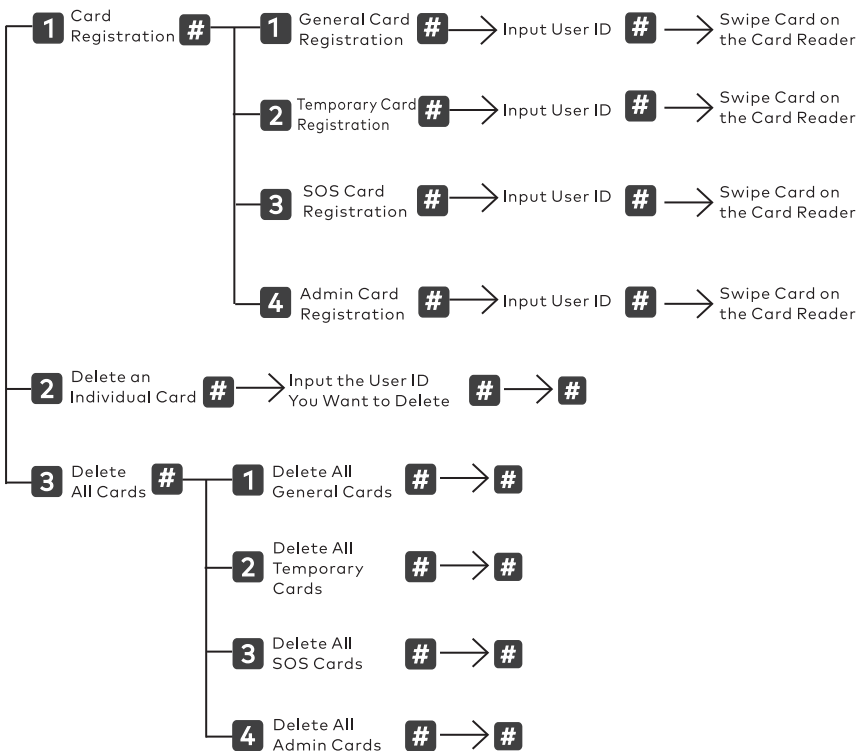 1 Card
Registration #
1 General Card
Registration # Input User ID # Swipe Card on
the Card Reader
2 Temporary Card
Registration # Input User ID # Swipe Card on
the Card Reader
3 SOS Card
Registration # Input User ID # Swipe Card on
the Card Reader
4 Admin Card
Registration # Input User ID # Swipe Card on
the Card Reader
2 Delete an
Individual Card # Input the User ID
You Want to Delete # #
3 Delete
All Cards #
1 Delete All
General Cards # #
2 Delete All
Temporary
Cards # #
3 Delete All
SOS Cards # #
4 Delete All
Admin Cards # #